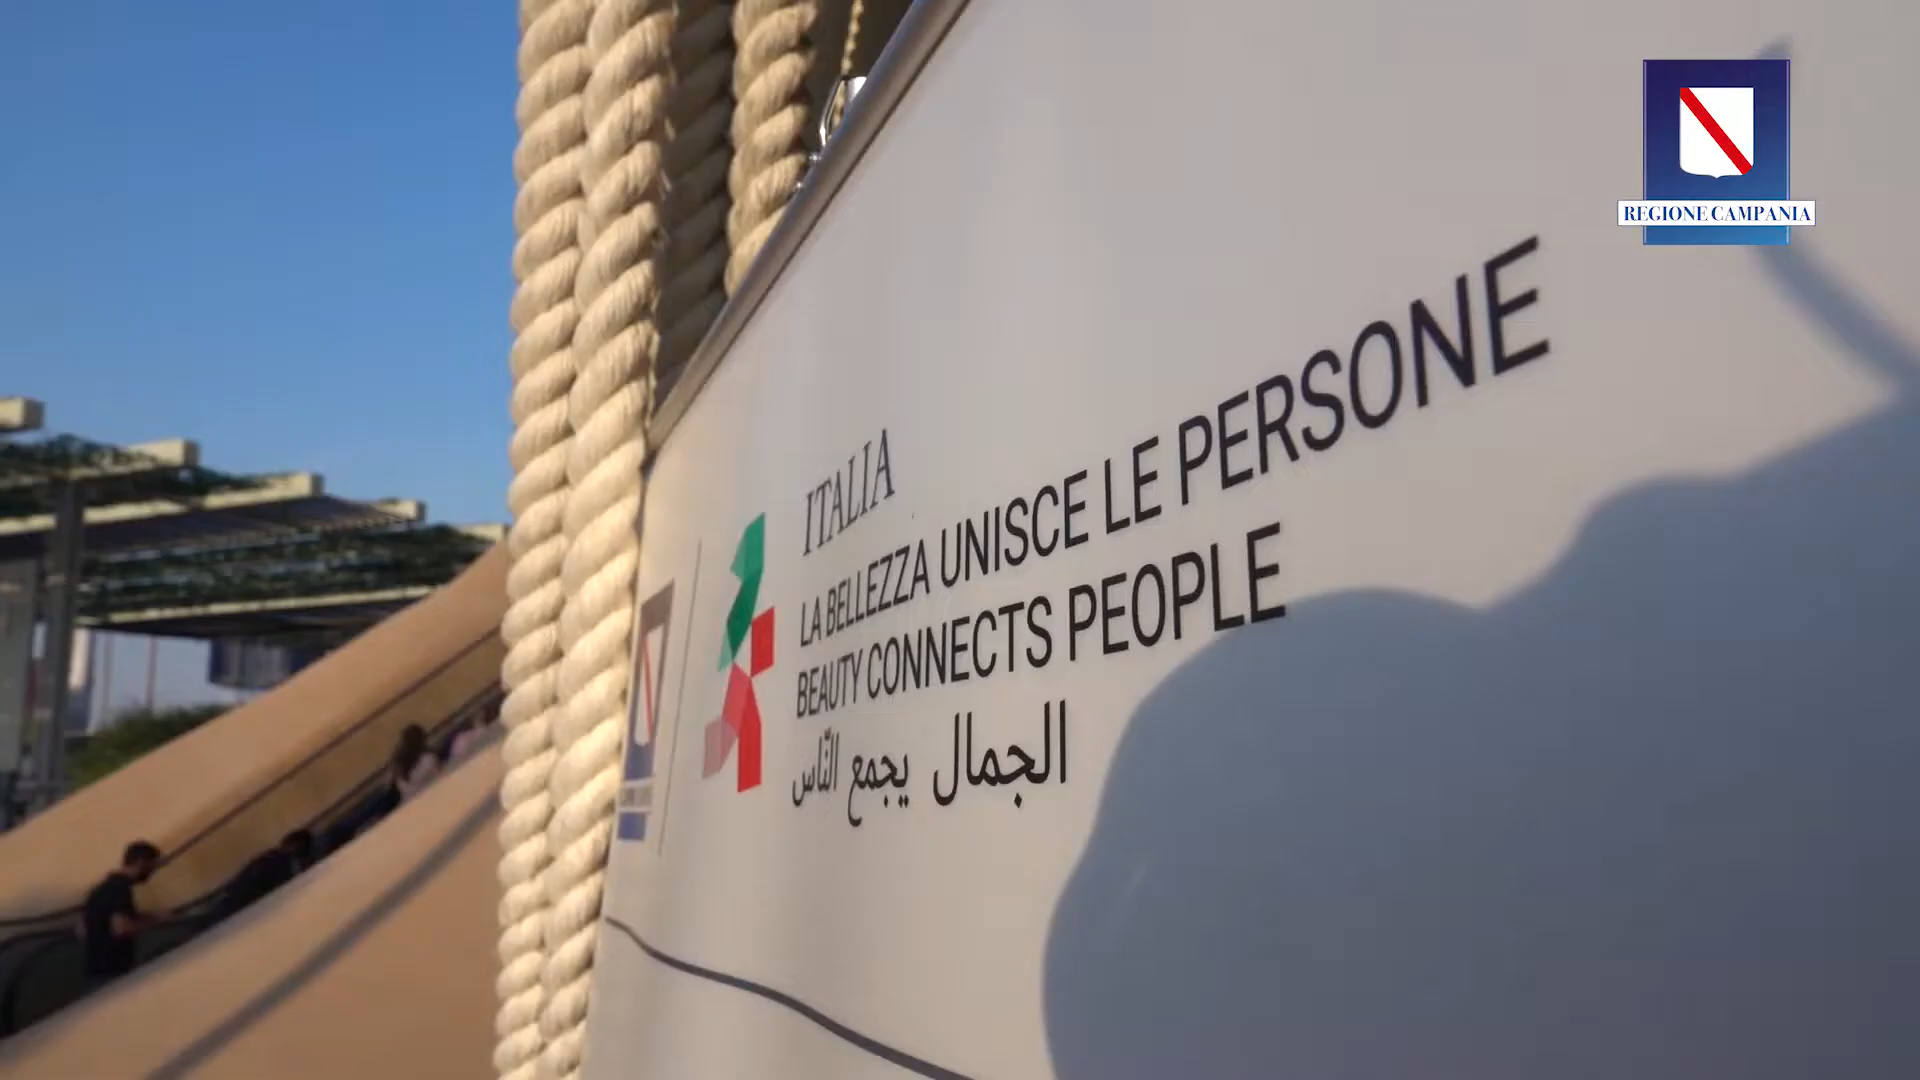 REGIONE CAMPANIA
ITALIA
LA BELLEZZA UNISCE LE PERSONE
BEAUTY CONNECTS PEOPLE
الجمال يجمع النّاس